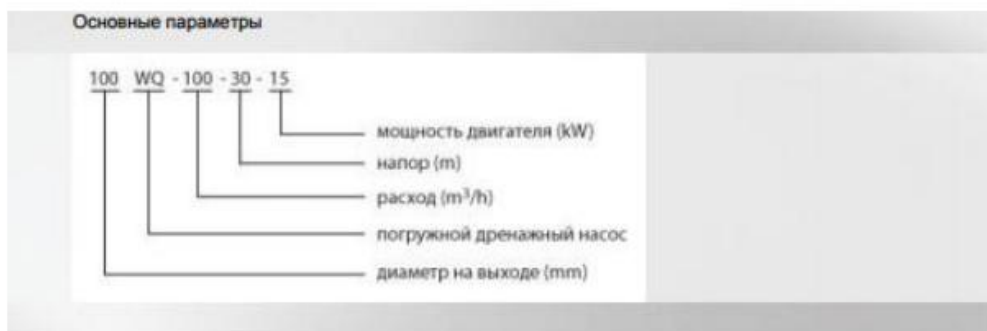 Основные параметры
100 WQ - 100 - 30 - 15
мощность двигателя (kW)
напор (m)
расход (m³/h)
погружной дренажный насос
диаметр на выходе (mm)